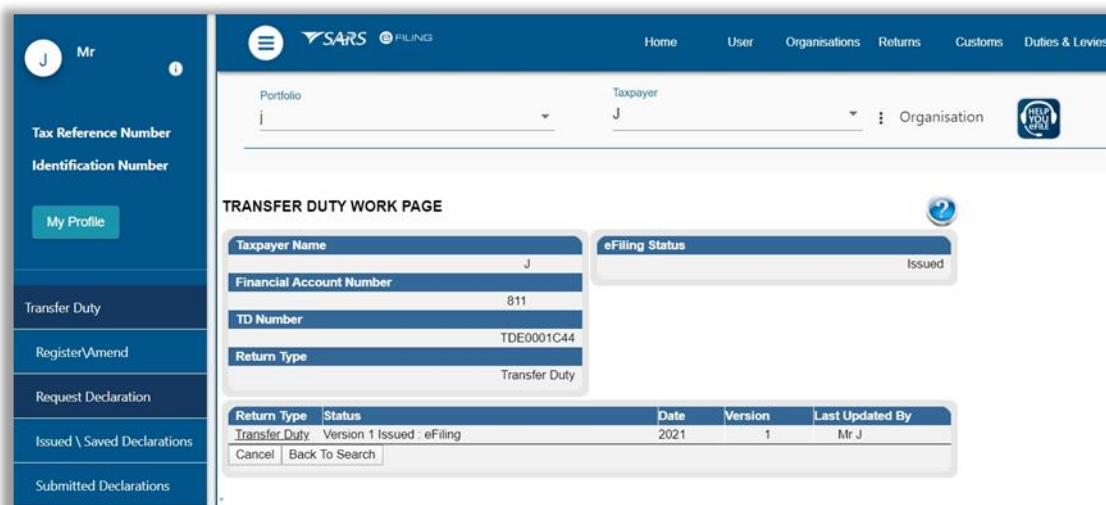 J
Mr
i
Tax Reference Number
Identification Number
My Profile
Transfer Duty
Register\Amend
Request Declaration
Issued \ Saved Declarations
Submitted Declarations
SARS eFILING
Home User Organisations Returns Customs Duties & Levies
Portfolio
j
Taxpayer
J
Organisation
HELP
YOU
eFILE
TRANSFER DUTY WORK PAGE
?
Taxpayer Name
J
Financial Account Number
811
TD Number
TDE0001C44
Return Type
Transfer Duty
eFiling Status
Issued
Return Type Status Date Version Last Updated By
Transfer Duty Version 1 Issued : eFiling 2021 1 Mr J
Cancel Back To Search